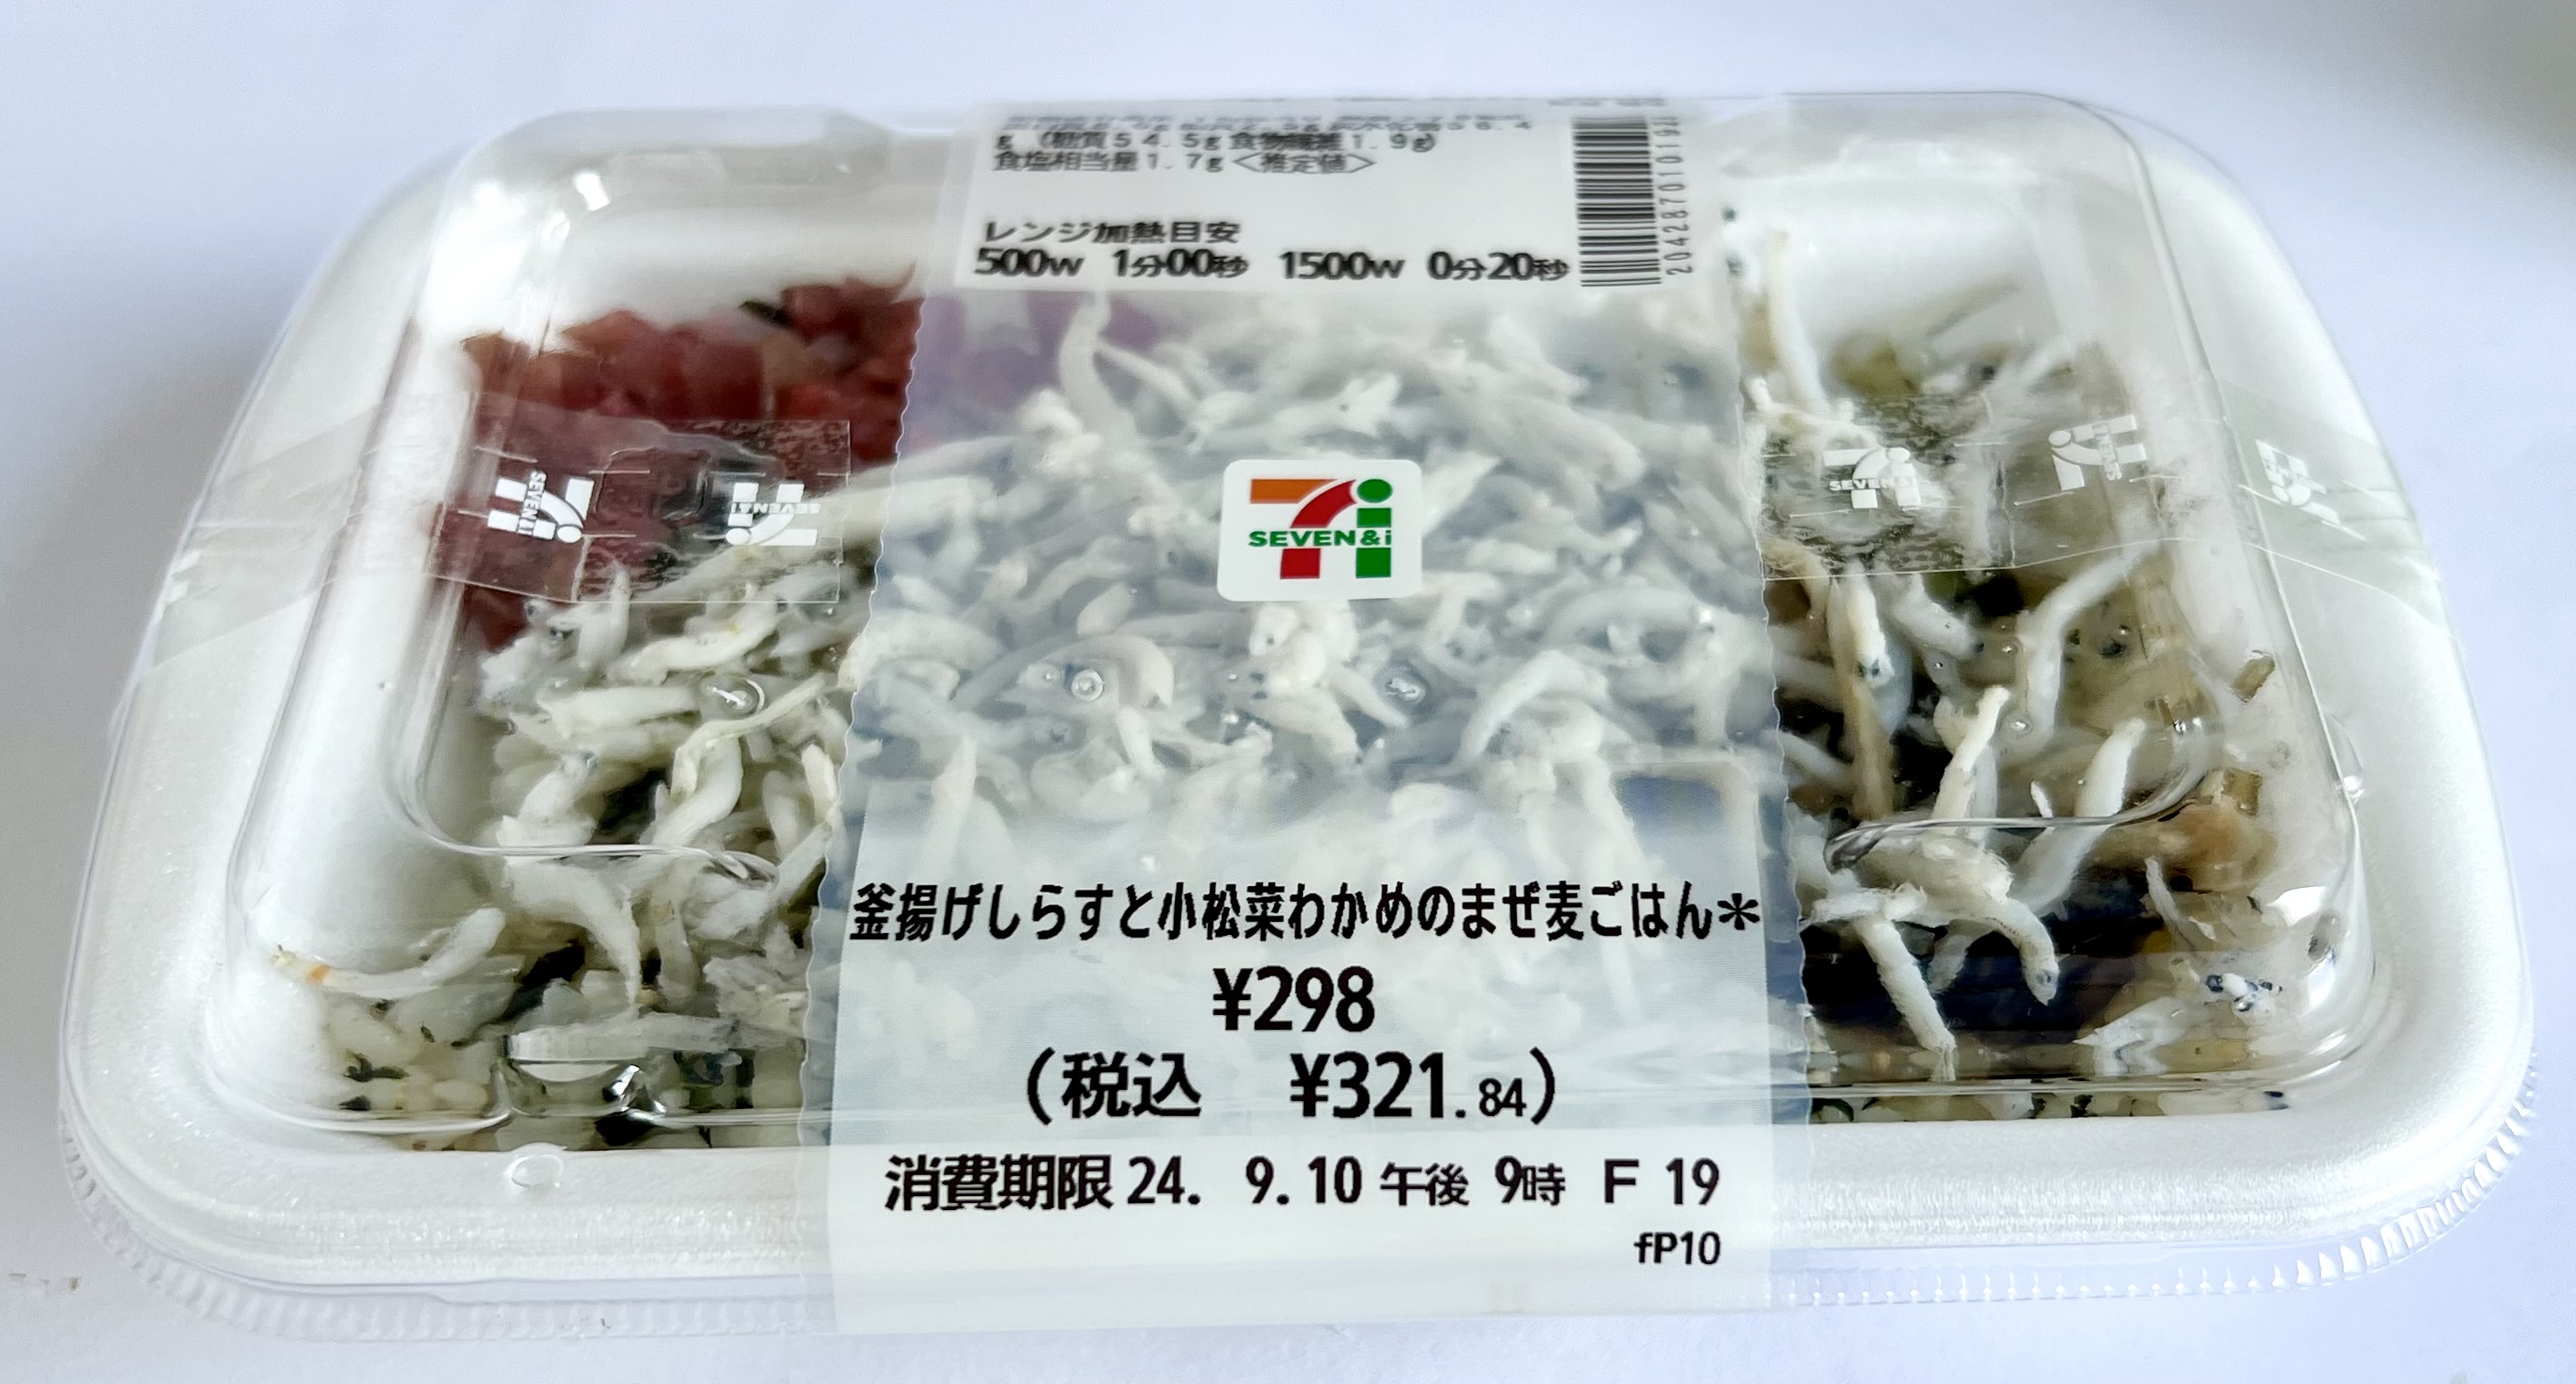 g (糖質54.5g 食物繊維1.9g)
食塩相当量1.7g<推定値>
レンジ加熱目安
500W 1分00秒 1500W 0分20秒
SEVEN&i
SEVEN&i
SEVEN&i
SEVEN&i
釜揚げしらすと小松菜わかめのまぜ麦ごはん*
¥298
(税込 ¥321.84)
消費期限 24. 9.10 午後 9時 F 19
fP10